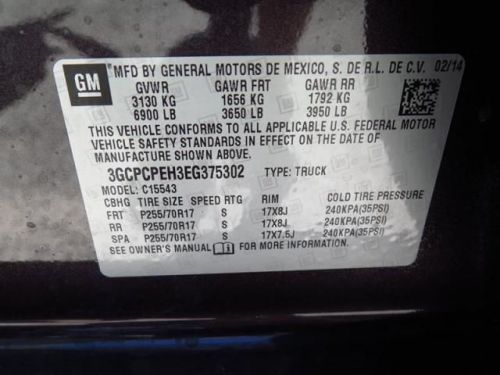 GM MFD BY GENERAL MOTORS DE MEXICO, S. DE R.L. DE C.V. 02/14
GVWR GAWR FRT GAWR RR
3130 KG 1656 KG 1792 KG
6900 LB 3650 LB 3950 LB
THIS VEHICLE CONFORMS TO ALL APPLICABLE U.S. FEDERAL MOTOR
VEHICLE SAFETY STANDARDS IN EFFECT ON THE DATE OF
MANUFACTURE SHOWN ABOVE.
3GCPCPEH3EG375302 TYPE: TRUCK
MODEL: C15543
CBHG TIRE SIZE SPEED RTG RIM COLD TIRE PRESSURE
FRT P255/70R17 S 17X8J 240KPA(35PSI)
RR P255/70R17 S 17X8J 240KPA(35PSI)
SPA P255/70R17 S 17X7.5J 240KPA(35PSI)
SEE OWNER'S MANUAL FOR MORE INFORMATION.